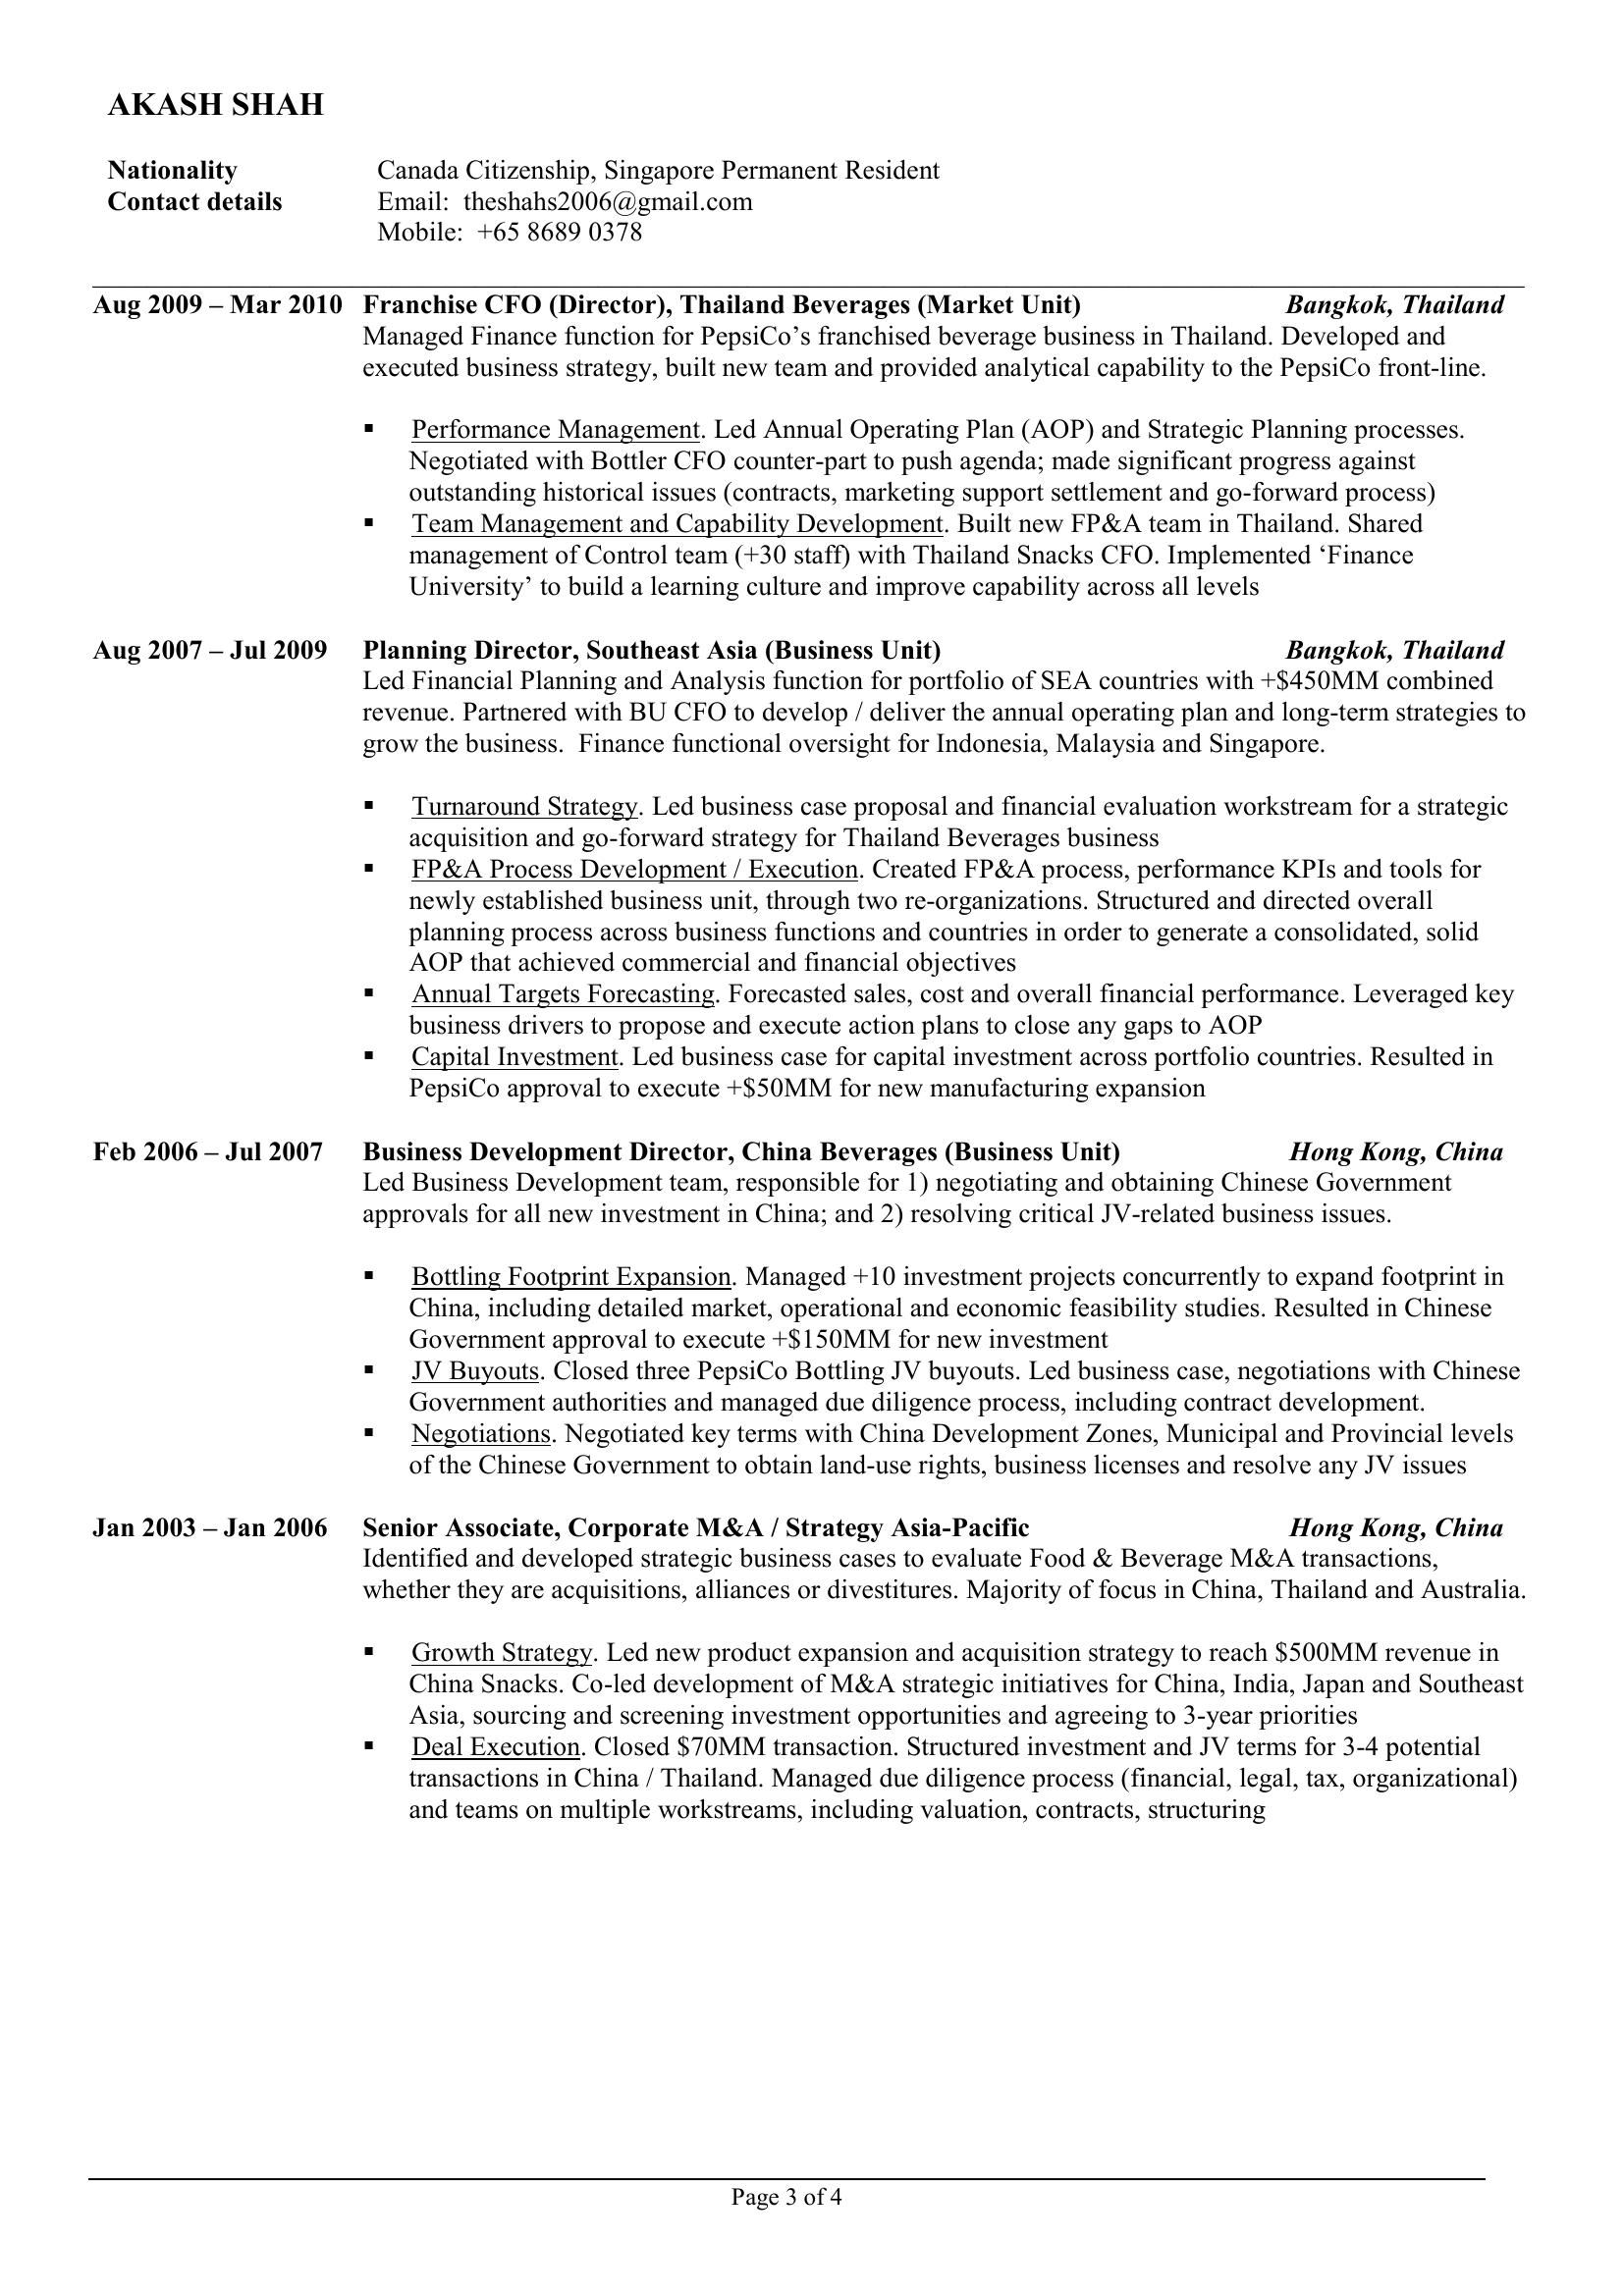 AKASH SHAH
Nationality Canada Citizenship, Singapore Permanent Resident
Contact details Email:  theshahs2006@gmail.com
Mobile:  +65 8689 0378
Aug 2009 – Mar 2010 Franchise CFO (Director), Thailand Beverages (Market Unit) Bangkok, Thailand
Managed Finance function for PepsiCo’s franchised beverage business in Thailand. Developed and
executed business strategy, built new team and provided analytical capability to the PepsiCo front-line.
▪ Performance Management. Led Annual Operating Plan (AOP) and Strategic Planning processes.
Negotiated with Bottler CFO counter-part to push agenda; made significant progress against
outstanding historical issues (contracts, marketing support settlement and go-forward process)
▪ Team Management and Capability Development. Built new FP&A team in Thailand. Shared
management of Control team (+30 staff) with Thailand Snacks CFO. Implemented ‘Finance
University’ to build a learning culture and improve capability across all levels
Aug 2007 – Jul 2009 Planning Director, Southeast Asia (Business Unit) Bangkok, Thailand
Led Financial Planning and Analysis function for portfolio of SEA countries with +$450MM combined
revenue. Partnered with BU CFO to develop / deliver the annual operating plan and long-term strategies to
grow the business.  Finance functional oversight for Indonesia, Malaysia and Singapore.
▪ Turnaround Strategy. Led business case proposal and financial evaluation workstream for a strategic
acquisition and go-forward strategy for Thailand Beverages business
▪ FP&A Process Development / Execution. Created FP&A process, performance KPIs and tools for
newly established business unit, through two re-organizations. Structured and directed overall
planning process across business functions and countries in order to generate a consolidated, solid
AOP that achieved commercial and financial objectives
▪ Annual Targets Forecasting. Forecasted sales, cost and overall financial performance. Leveraged key
business drivers to propose and execute action plans to close any gaps to AOP
▪ Capital Investment. Led business case for capital investment across portfolio countries. Resulted in
PepsiCo approval to execute +$50MM for new manufacturing expansion
Feb 2006 – Jul 2007 Business Development Director, China Beverages (Business Unit) Hong Kong, China
Led Business Development team, responsible for 1) negotiating and obtaining Chinese Government
approvals for all new investment in China; and 2) resolving critical JV-related business issues.
▪ Bottling Footprint Expansion. Managed +10 investment projects concurrently to expand footprint in
China, including detailed market, operational and economic feasibility studies. Resulted in Chinese
Government approval to execute +$150MM for new investment
▪ JV Buyouts. Closed three PepsiCo Bottling JV buyouts. Led business case, negotiations with Chinese
Government authorities and managed due diligence process, including contract development.
▪ Negotiations. Negotiated key terms with China Development Zones, Municipal and Provincial levels
of the Chinese Government to obtain land-use rights, business licenses and resolve any JV issues
Jan 2003 – Jan 2006 Senior Associate, Corporate M&A / Strategy Asia-Pacific Hong Kong, China
Identified and developed strategic business cases to evaluate Food & Beverage M&A transactions,
whether they are acquisitions, alliances or divestitures. Majority of focus in China, Thailand and Australia.
▪ Growth Strategy. Led new product expansion and acquisition strategy to reach $500MM revenue in
China Snacks. Co-led development of M&A strategic initiatives for China, India, Japan and Southeast
Asia, sourcing and screening investment opportunities and agreeing to 3-year priorities
▪ Deal Execution. Closed $70MM transaction. Structured investment and JV terms for 3-4 potential
transactions in China / Thailand. Managed due diligence process (financial, legal, tax, organizational)
and teams on multiple workstreams, including valuation, contracts, structuring
Page 3 of 4